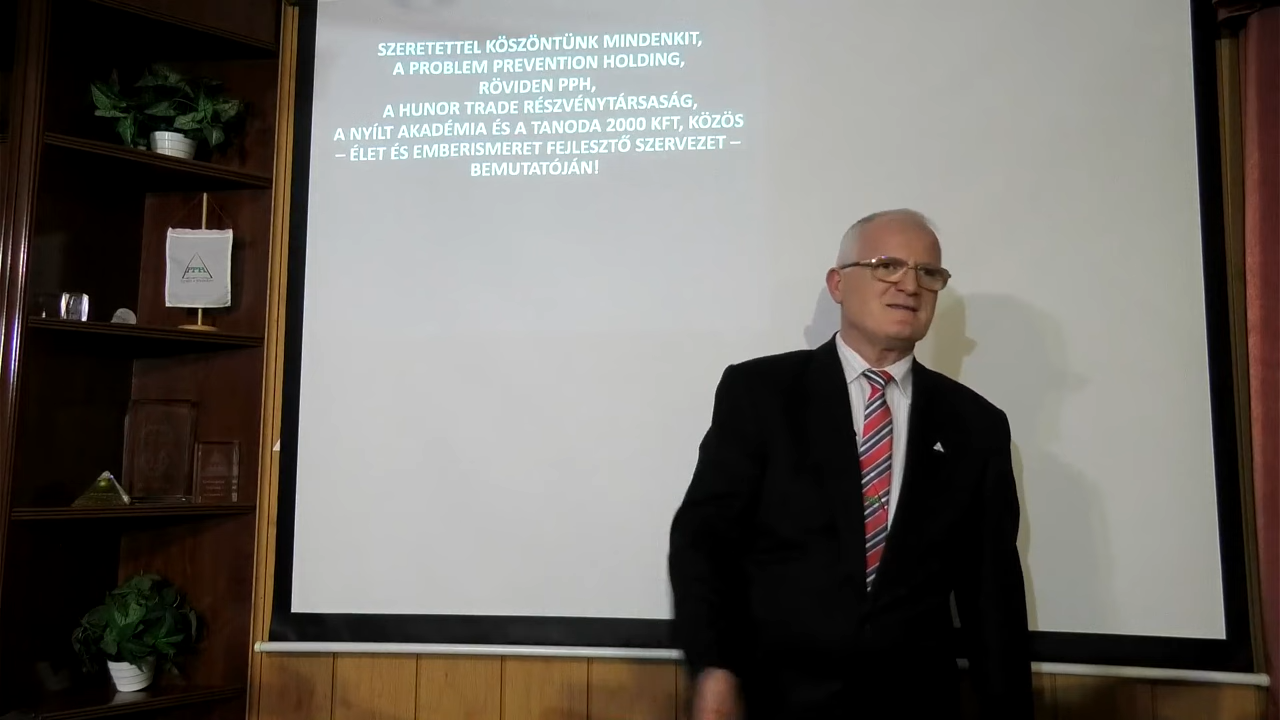 SZERETETTEL KÖSZÖNTÜNK MINDENKIT,
A PROBLEM PREVENTION HOLDING,
RÖVIDEN PPH,
A HUNOR TRADE RÉSZVÉNYTÁRSASÁG,
A NYÍLT AKADÉMIA ÉS A TANODA 2000 KFT, KÖZÖS
– ÉLET ÉS EMBERISMERET FEJLESZTŐ SZERVEZET –
BEMUTATÓJÁN!